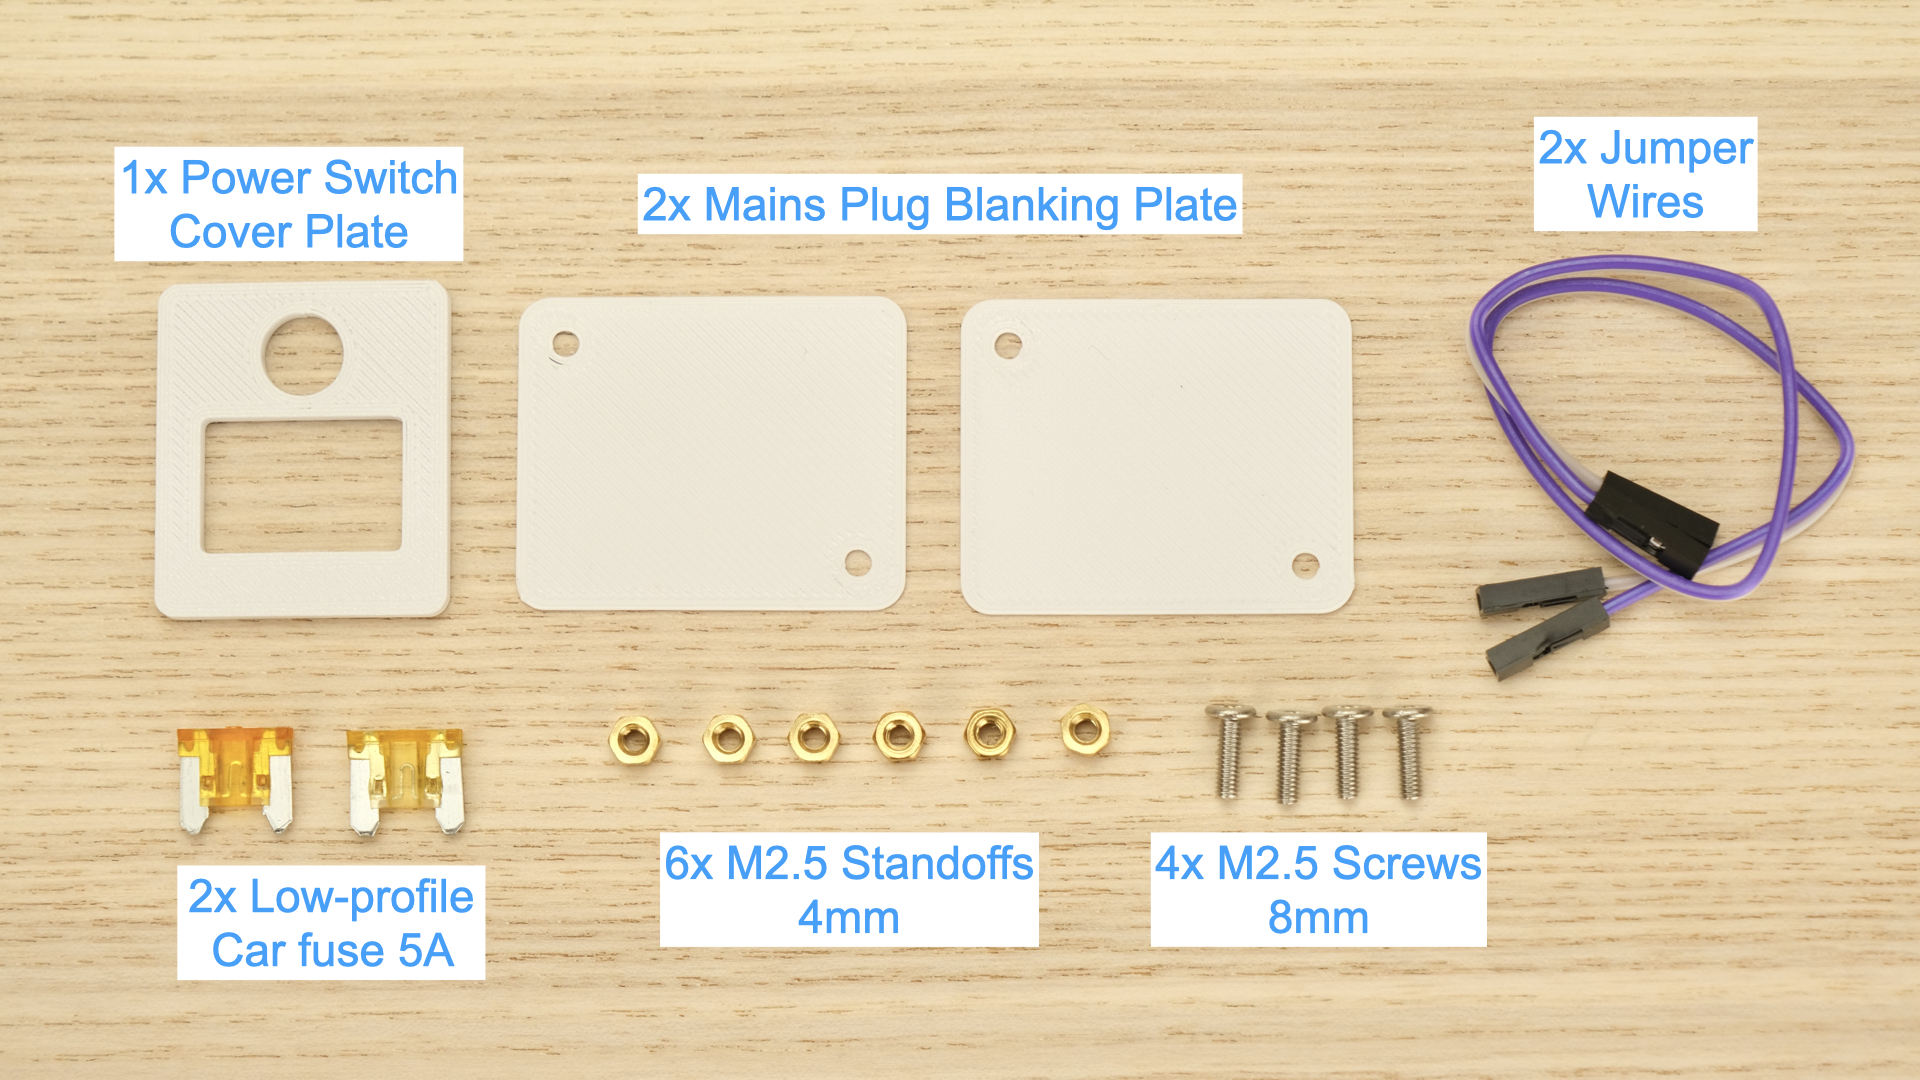 1x Power Switch
Cover Plate
2x Mains Plug Blanking Plate
2x Jumper
Wires
2x Low-profile
Car fuse 5A
6x M2.5 Standoffs
4mm
4x M2.5 Screws
8mm